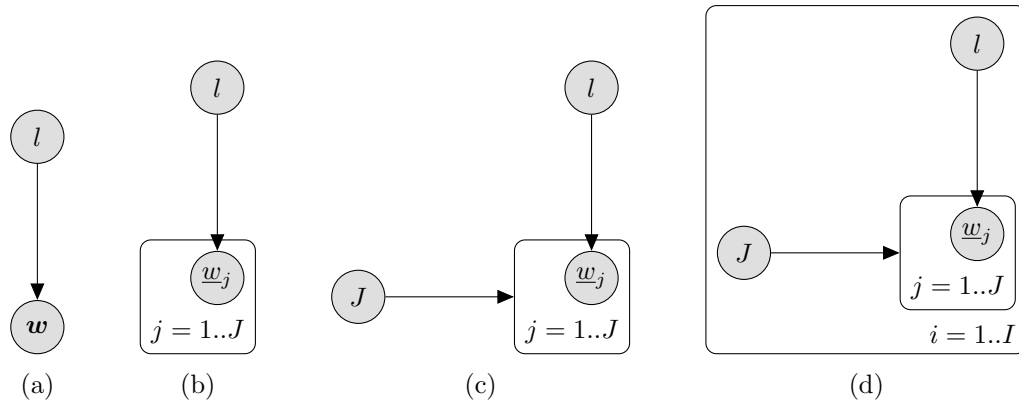 l
w
(a)
l
w_j
j = 1..J
(b)
l
J
w_j
j = 1..J
(c)
l
J
w_j
j = 1..J
i = 1..I
(d)